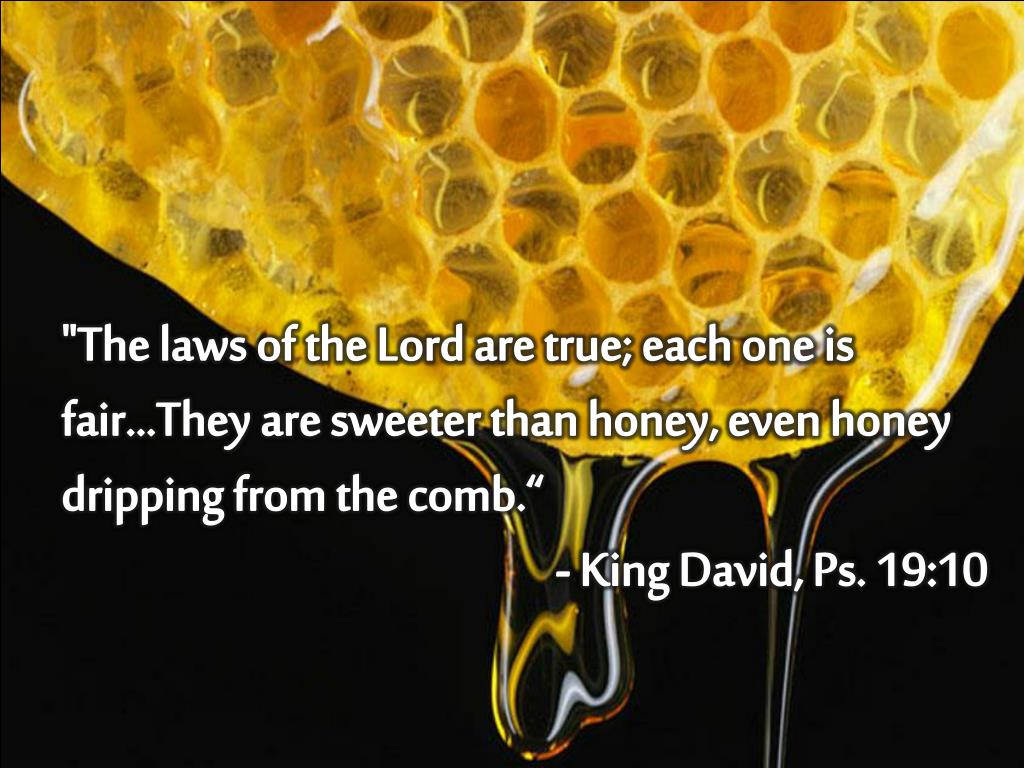 "The laws of the Lord are true; each one is
fair...They are sweeter than honey, even honey
dripping from the comb.“
- King David, Ps. 19:10